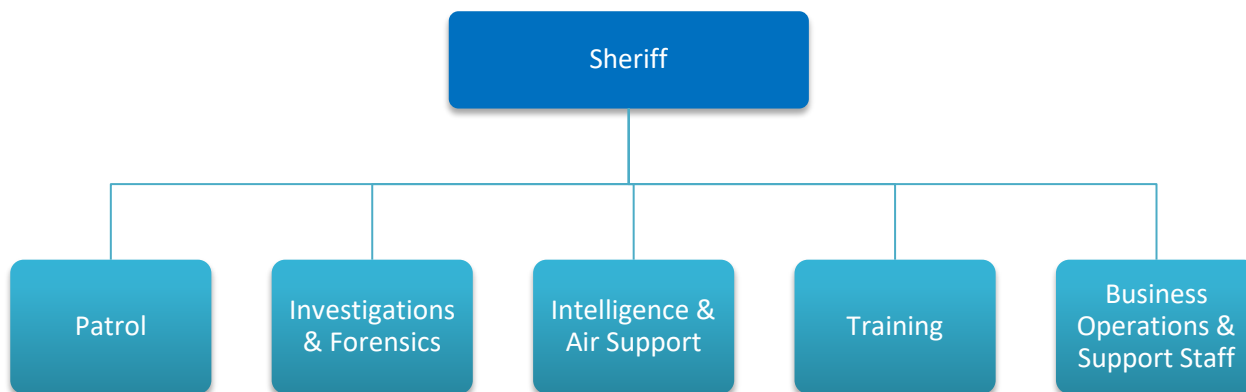 Sheriff
Patrol
Investigations
& Forensics
Intelligence &
Air Support
Training
Business
Operations &
Support Staff